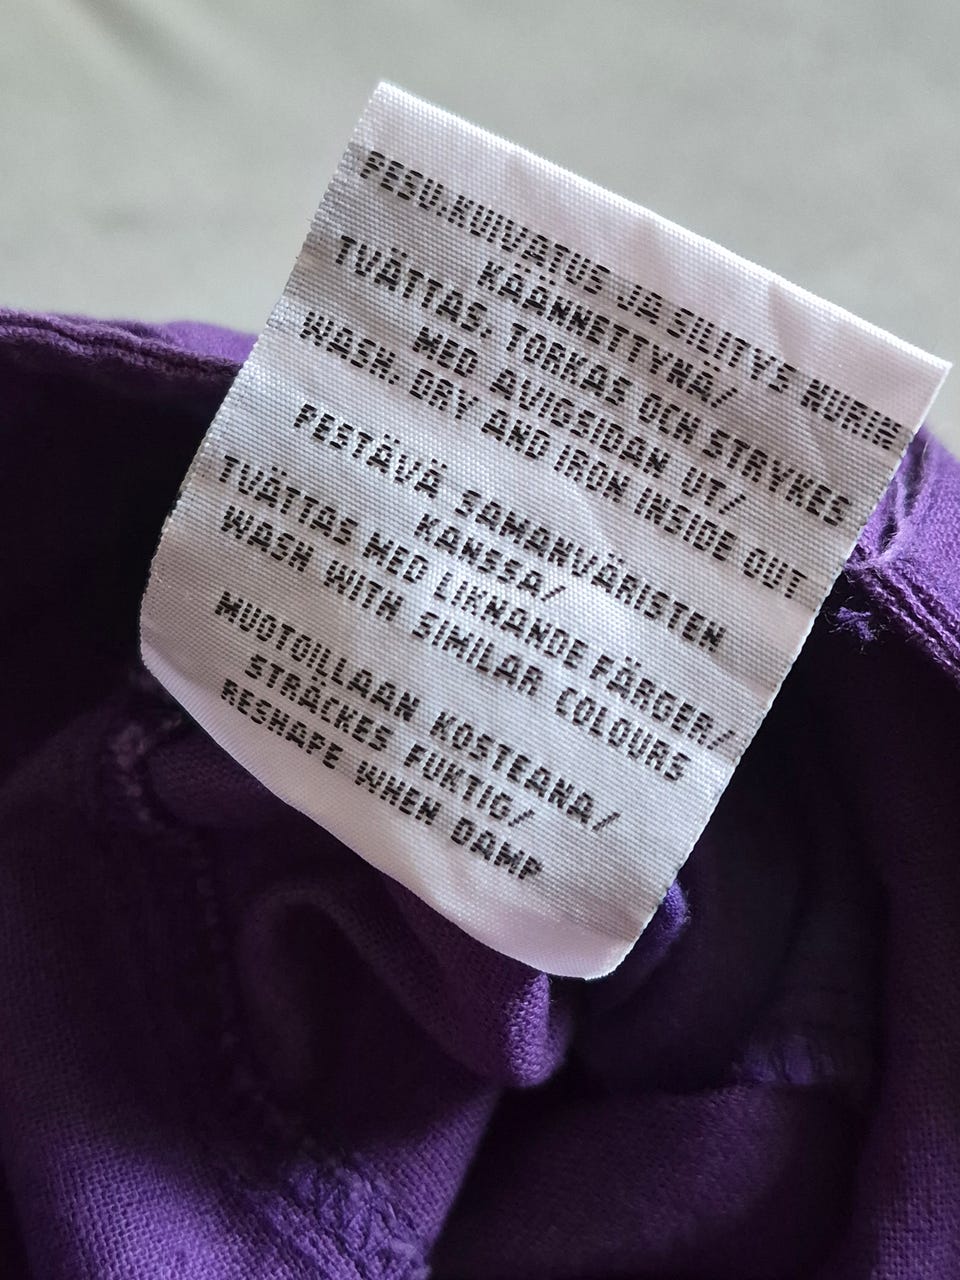 PESU,KUIVATUS JA SILITYS NURIN
KÄÄNNETTYNÄ/
TVÄTTAS, TORKAS OCH STRYKES
MED AVIGSIDAN UT/
WASH, DRY AND IRON INSIDE OUT
PESTÄVÄ SAMANVÄRISTEN
KANSSA/
TVÄTTAS MED LIKNANDE FÄRGER/
WASH WITH SIMILAR COLOURS
MUOTOILLAAN KOSTEANA/
STRÄCKES FUKTIG/
RESHAPE WHEN DAMP